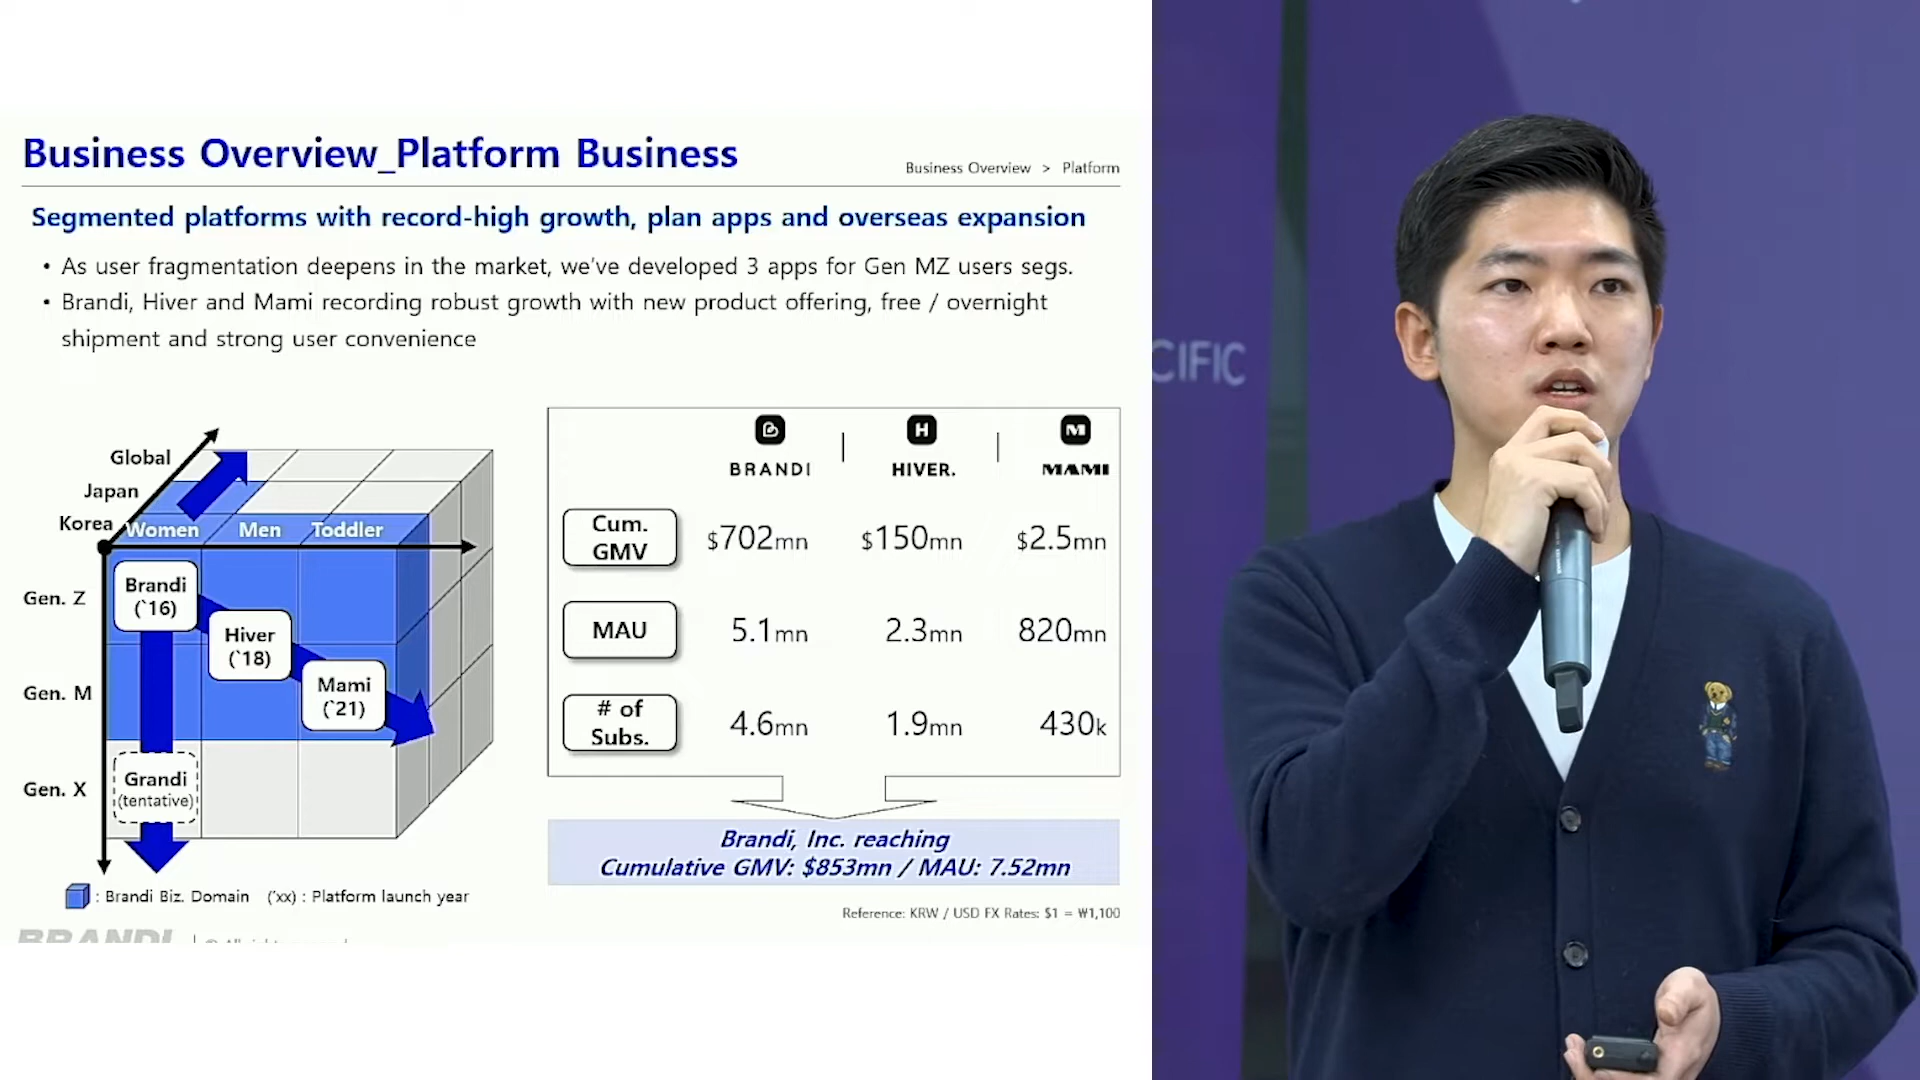 Business Overview_Platform Business
Business Overview > Platform
Segmented platforms with record-high growth, plan apps and overseas expansion
• As user fragmentation deepens in the market, we've developed 3 apps for Gen MZ users segs.
• Brandi, Hiver and Mami recording robust growth with new product offering, free / overnight
shipment and strong user convenience
Global
Japan
Korea
Women Men Toddler
Gen. Z
Gen. M
Gen. X
Brandi
(`16)
Hiver
(`18)
Mami
(`21)
Grandi
(tentative)
: Brandi Biz. Domain ('xx) : Platform launch year
B H M
BRANDI | HIVER. | MAMI
Cum.
GMV
$702mn $150mn $2.5mn
MAU
5.1mn 2.3mn 820mn
# of
Subs.
4.6mn 1.9mn 430k
Brandi, Inc. reaching
Cumulative GMV: $853mn / MAU: 7.52mn
Reference: KRW / USD FX Rates: $1 = ₩1,100
BRANDI
CIFIC